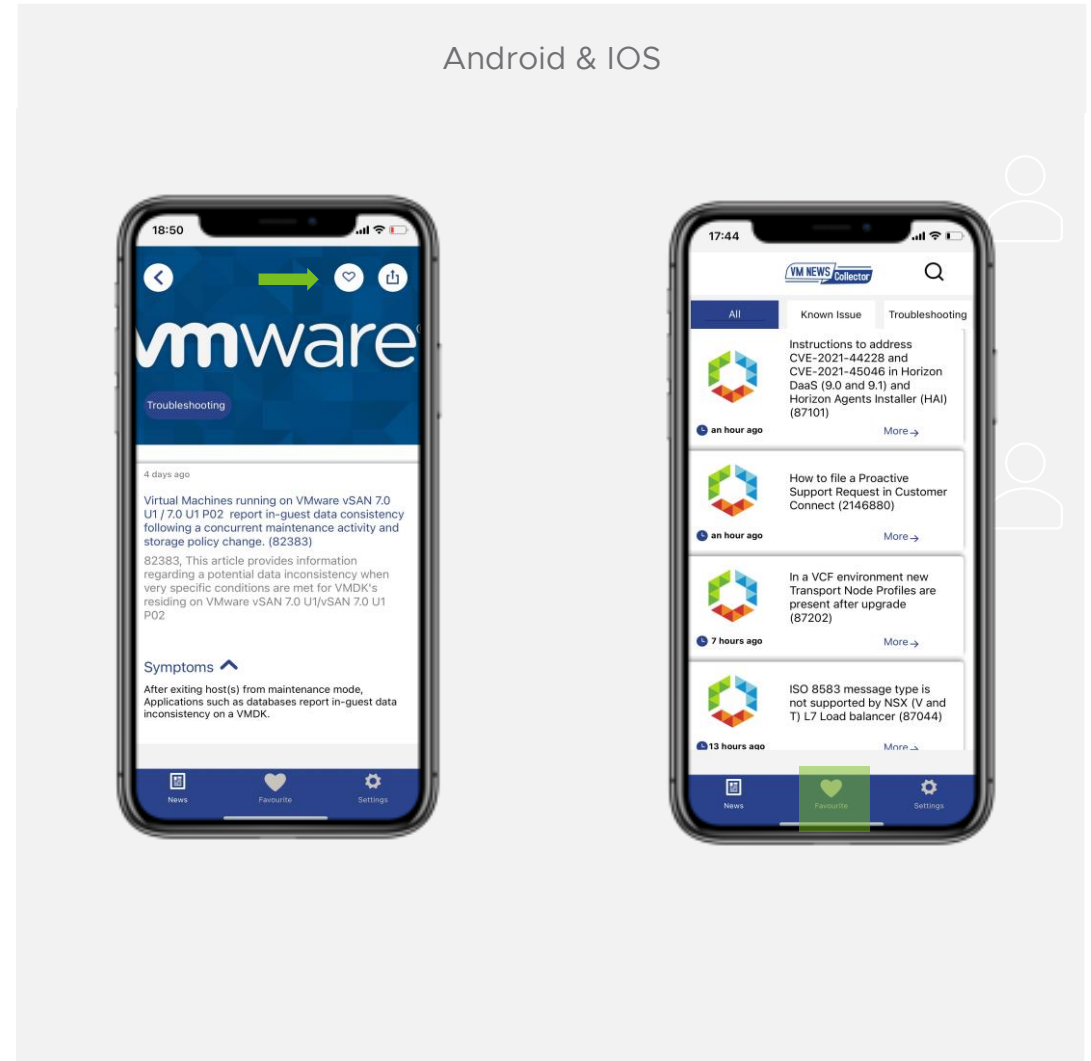 Android & IOS
18:50
vmware
Troubleshooting
4 days ago
Virtual Machines running on VMware vSAN 7.0
U1 / 7.0 U1 P02 report in-guest data consistency
following a concurrent maintenance activity and
storage policy change. (82383)
82383, This article provides information
regarding a potential data inconsistency when
very specific conditions are met for VMDK's
residing on VMware vSAN 7.0 U1/vSAN 7.0 U1
P02
Symptoms
After exiting host(s) from maintenance mode,
Applications such as databases report in-guest data
inconsistency on a VMDK.
News Favourite Settings
17:44
VM NEWS Collector
All Known Issue Troubleshooting
Instructions to address
CVE-2021-44228 and
CVE-2021-45046 in Horizon
DaaS (9.0 and 9.1) and
Horizon Agents Installer (HAI)
(87101)
an hour ago More →
How to file a Proactive
Support Request in Customer
Connect (2146880)
an hour ago More →
In a VCF environment new
Transport Node Profiles are
present after upgrade
(87202)
7 hours ago More →
ISO 8583 message type is
not supported by NSX (V and
T) L7 Load balancer (87044)
13 hours ago More →
News Favourite Settings